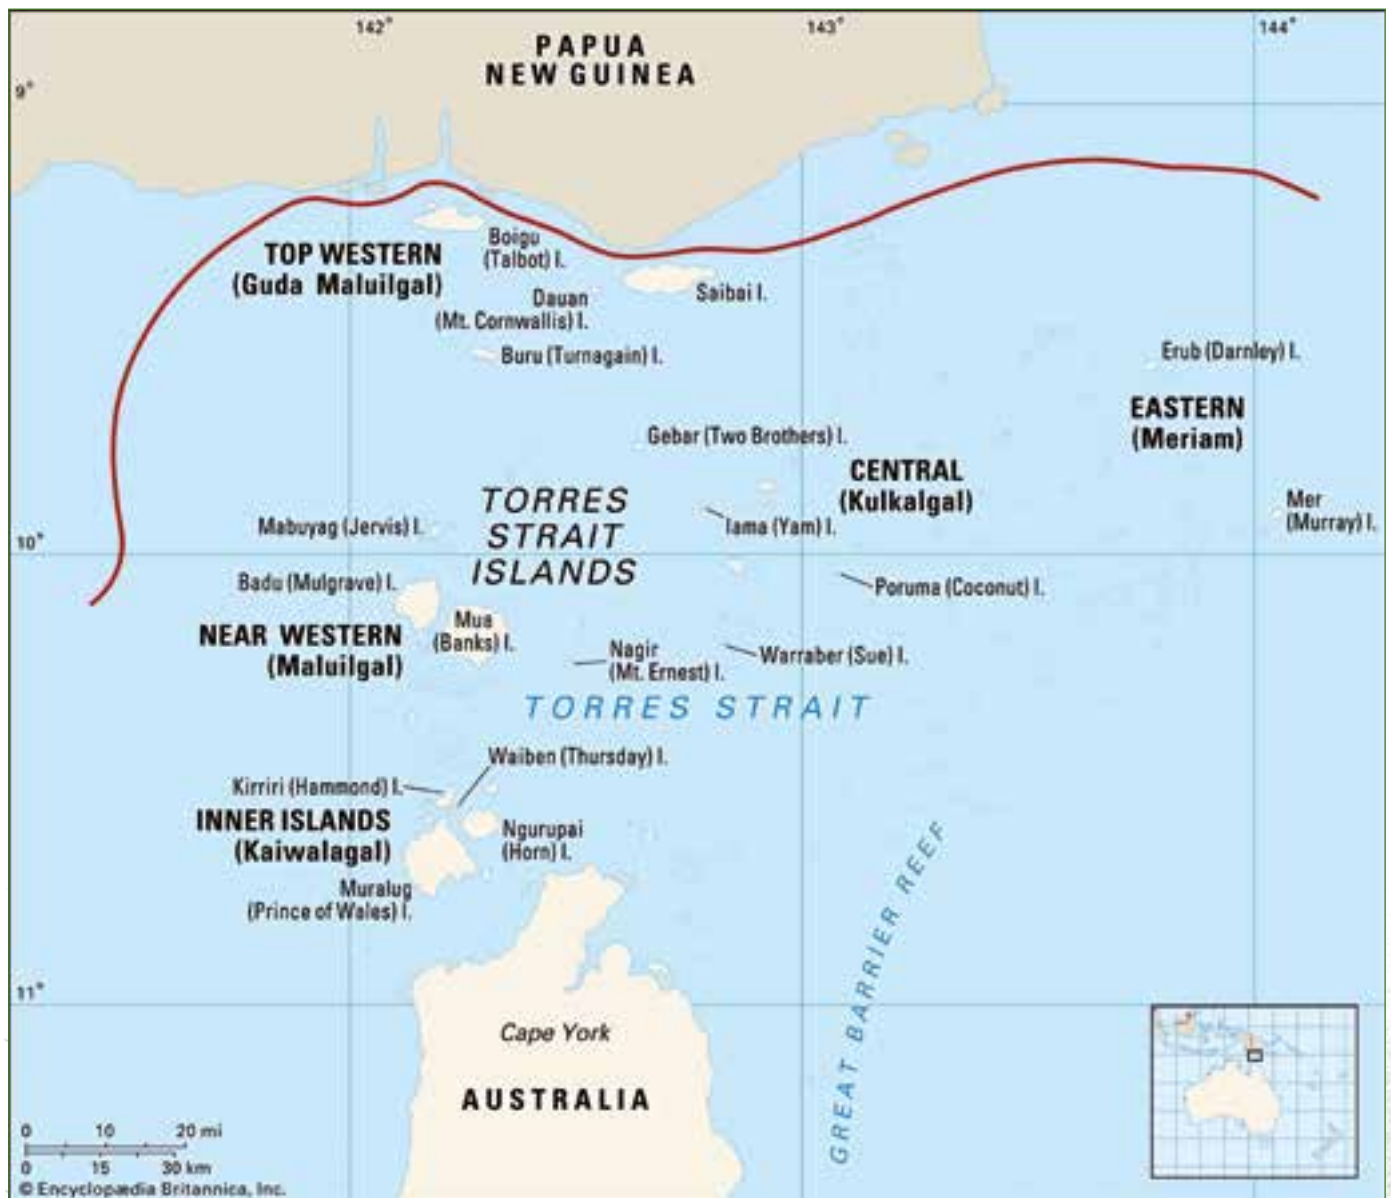 142°
143°
144°
PAPUA
NEW GUINEA
9°
TOP WESTERN
(Guda Maluilgal)
Boigu
(Talbot) I.
Saibai I.
Dauan
(Mt. Cornwallis) I.
Buru (Turnagain) I.
Erub (Darnley) I.
EASTERN
(Meriam)
Gebar (Two Brothers) I.
CENTRAL
(Kulkalgal)
TORRES
STRAIT
ISLANDS
Mer
(Murray) I.
Mabuyag (Jervis) I.
Iama (Yam) I.
10°
Badu (Mulgrave) I.
Poruma (Coconut) I.
Mua
(Banks) I.
NEAR WESTERN
(Maluilgal)
Nagir
(Mt. Ernest) I.
Warraber (Sue) I.
TORRES STRAIT
Waiben (Thursday) I.
Kirriri (Hammond) I.
INNER ISLANDS
(Kaiwalagal)
Ngurupai
(Horn) I.
Muralug
(Prince of Wales) I.
GREAT BARRIER REEF
11°
Cape York
AUSTRALIA
0 10 20 mi
0 15 30 km
© Encyclopædia Britannica, Inc.